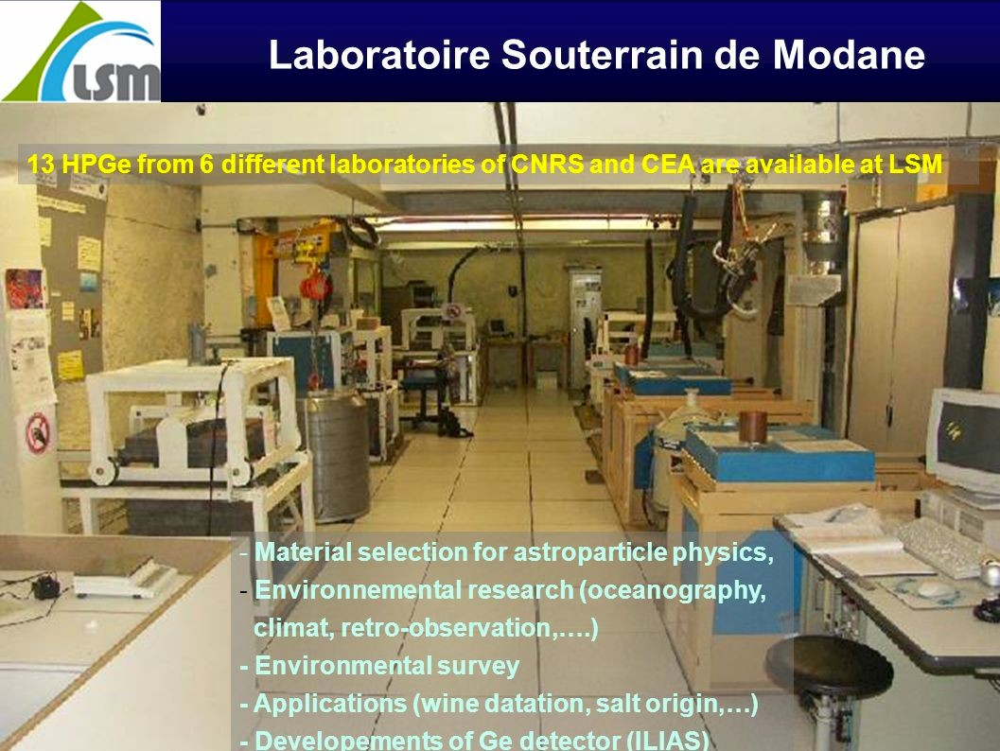 LSM
Laboratoire Souterrain de Modane
13 HPGe from 6 different laboratories of CNRS and CEA are available at LSM
- Material selection for astroparticle physics,
- Environnemental research (oceanography,
climat, retro-observation,….)
- Environmental survey
- Applications (wine datation, salt origin,…)
- Developements of Ge detector (ILIAS)